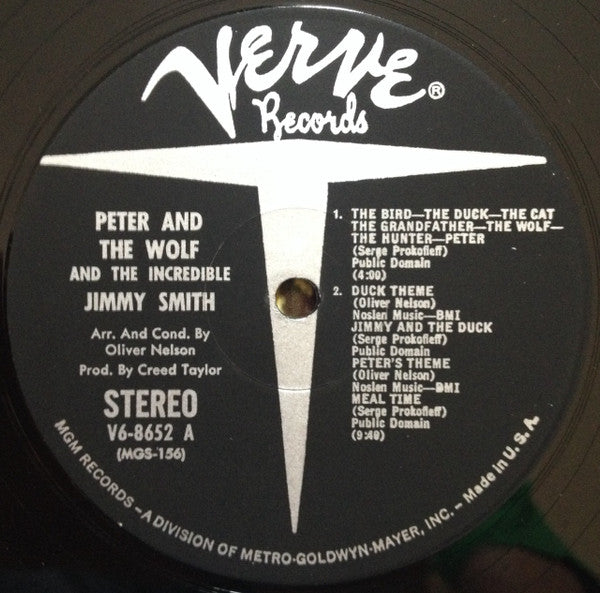 Verve®
Records
PETER AND
THE WOLF
AND THE INCREDIBLE
JIMMY SMITH
Arr. And Cond. By
Oliver Nelson
Prod. By Creed Taylor
STEREO
V6-8652 A
(MGS-156)
1. THE BIRD—THE DUCK—THE CAT
THE GRANDFATHER—THE WOLF—
THE HUNTER—PETER
(Serge Prokofieff)
Public Domain
(4:00)
2. DUCK THEME
(Oliver Nelson)
Noslen Music—BMI
JIMMY AND THE DUCK
(Serge Prokofieff)
Public Domain
PETER'S THEME
(Oliver Nelson)
Noslen Music—BMI
MEAL TIME
(Serge Prokofieff)
Public Domain
(9:40)
MGM RECORDS – A DIVISION OF METRO-GOLDWYN-MAYER, INC. – Made in U.S.A.